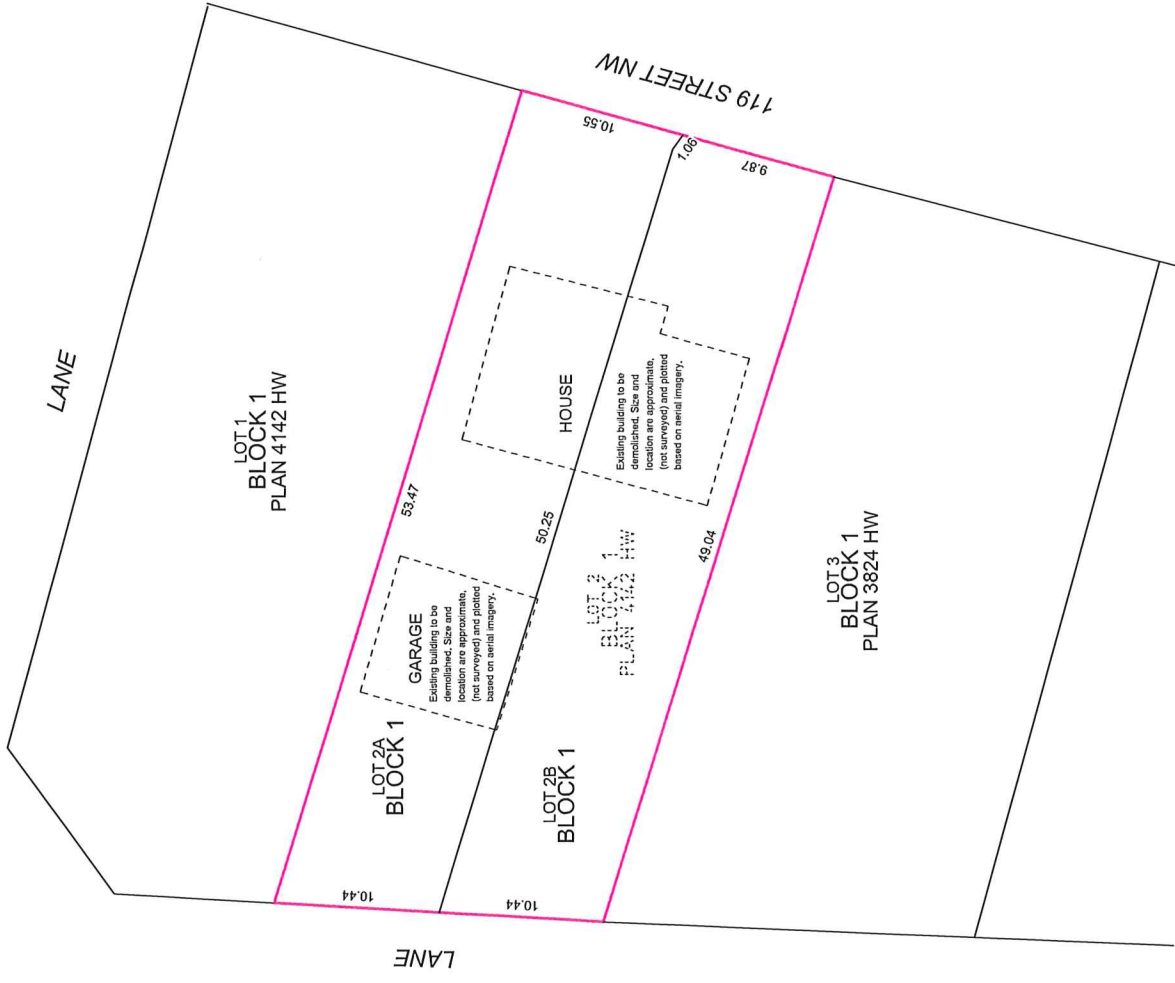 LANE
119 STREET NW
LOT 1
BLOCK 1
PLAN 4142 HW
10.55
1.06
9.87
53.47
HOUSE
Existing building to be
demolished. Size and
location are approximate,
(not surveyed) and plotted
based on aerial imagery.
50.25
GARAGE
Existing building to be
demolished. Size and
location are approximate,
(not surveyed) and plotted
based on aerial imagery.
LOT 2
BLOCK 1
PLAN 4142 HW
49.04
LOT 2A
BLOCK 1
LOT 2B
BLOCK 1
LOT 3
BLOCK 1
PLAN 3824 HW
10.44
10.44
LANE